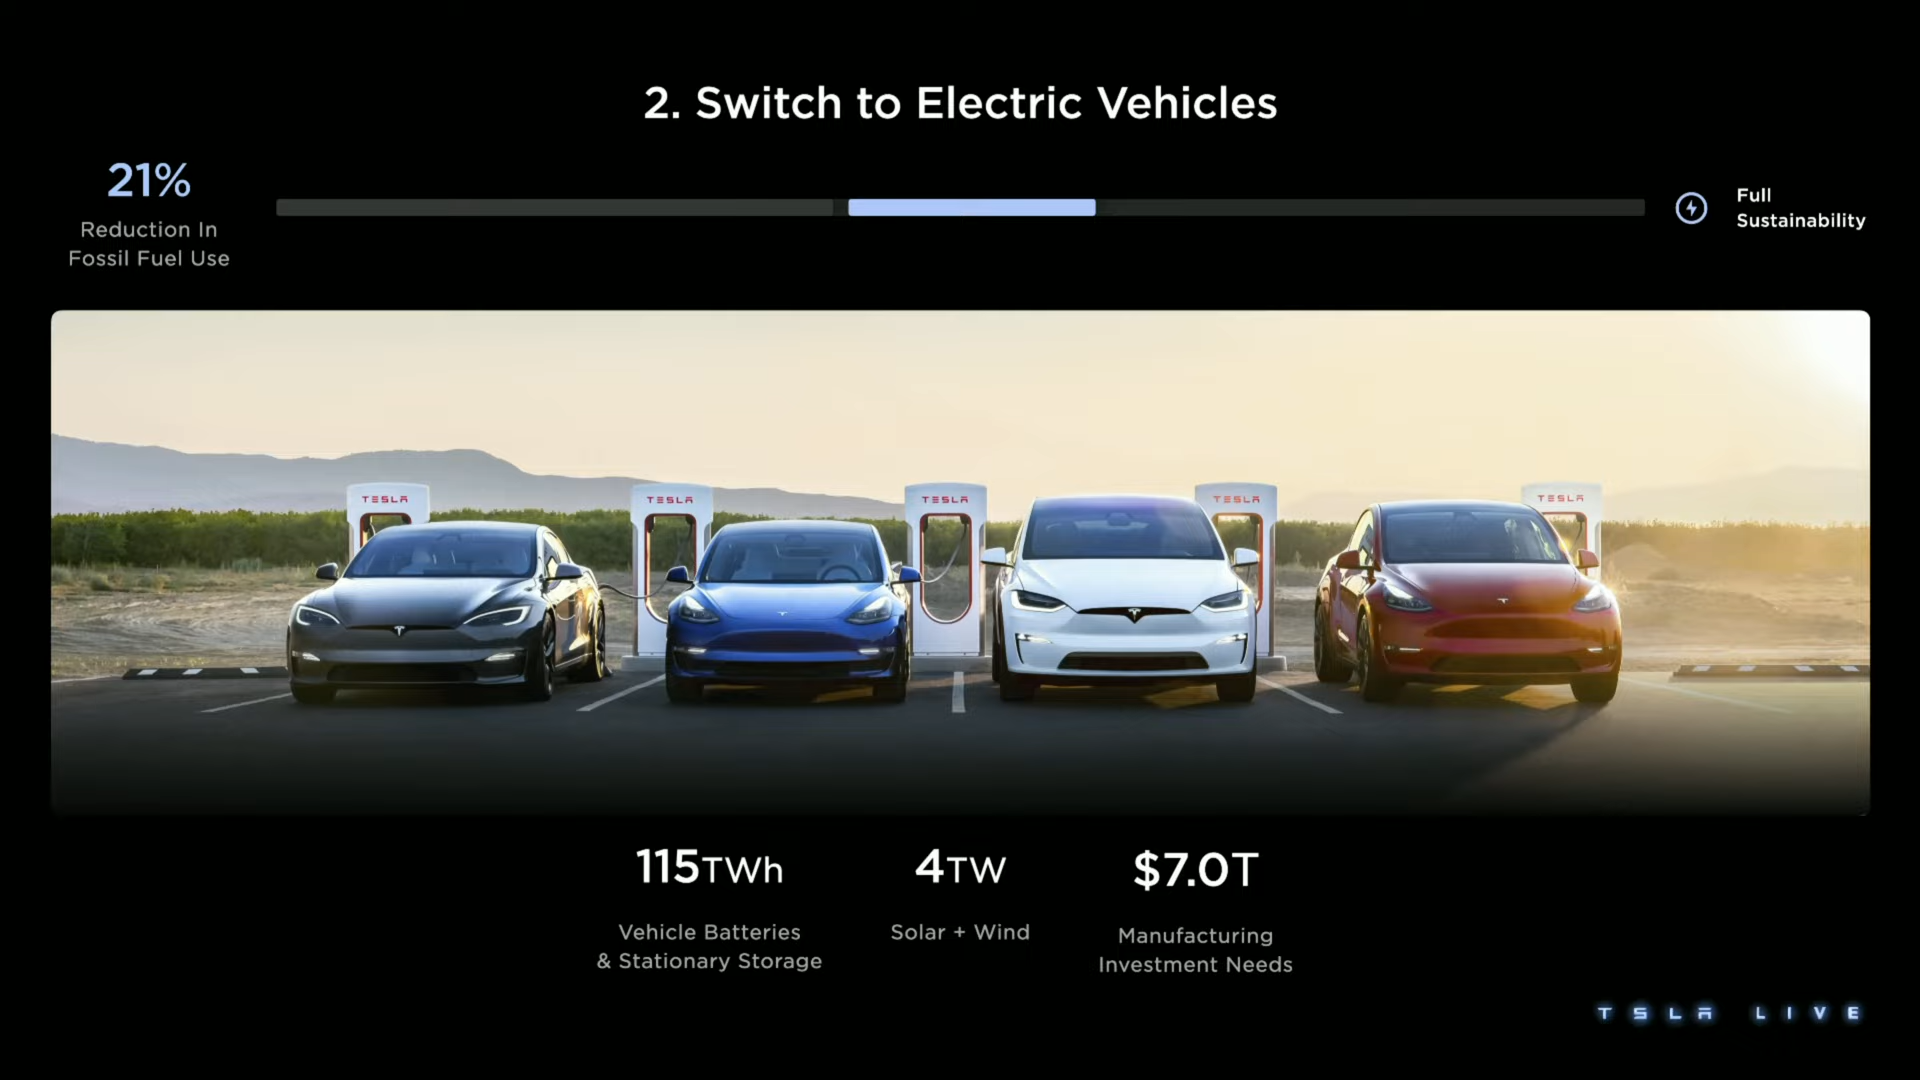 2. Switch to Electric Vehicles
21%
Reduction In
Fossil Fuel Use
Full
Sustainability
TESLA
TESLA
TESLA
TESLA
TESLA
115TWh
Vehicle Batteries
& Stationary Storage
4TW
Solar + Wind
$7.0T
Manufacturing
Investment Needs
TSLA LIVE